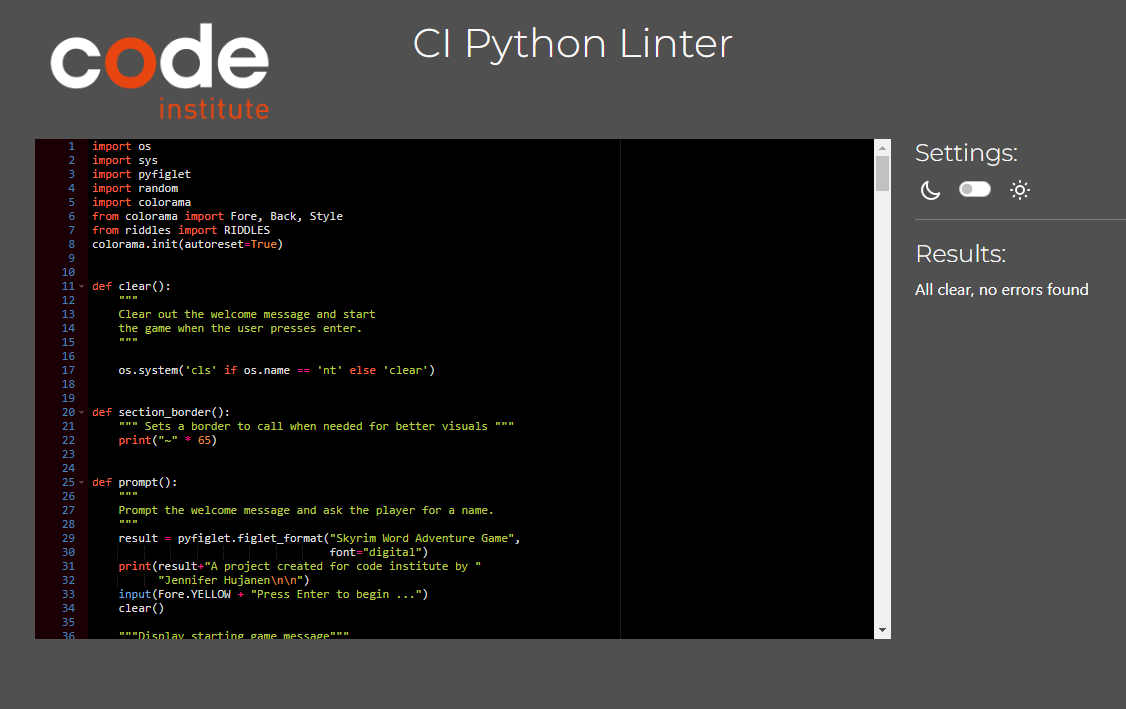 code
institute
CI Python Linter
1 import os
2 import sys
3 import pyfiglet
4 import random
5 import colorama
6 from colorama import Fore, Back, Style
7 from riddles import RIDDLES
8 colorama.init(autoreset=True)
9
10
11 def clear():
12     """
13     Clear out the welcome message and start
14     the game when the user presses enter.
15     """
16
17     os.system('cls' if os.name == 'nt' else 'clear')
18
19
20 def section_border():
21     """ Sets a border to call when needed for better visuals """
22     print("~" * 65)
23
24
25 def prompt():
26     """
27     Prompt the welcome message and ask the player for a name.
28     """
29     result = pyfiglet.figlet_format("Skyrim Word Adventure Game",
30                                     font="digital")
31     print(result+"A project created for code institute by "
32           "Jennifer Hujanen\n\n")
33     input(Fore.YELLOW + "Press Enter to begin ...")
34     clear()
35
36     """Display starting game message"""
Settings:
Results:
All clear, no errors found